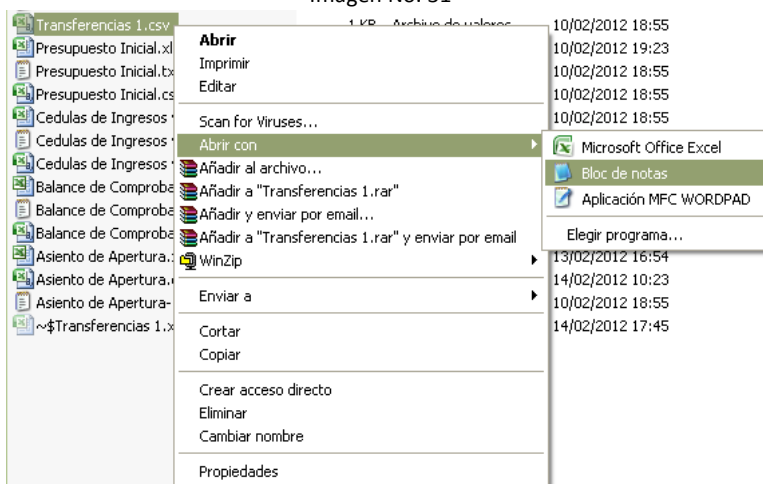 Imagen No. 31
Transferencias 1.csv 1 KB Archivo de valores 10/02/2012 18:55
Presupuesto Inicial.xl 10/02/2012 19:23
Presupuesto Inicial.tx 10/02/2012 18:55
Presupuesto Inicial.cs 10/02/2012 18:55
Cedulas de Ingresos 10/02/2012 18:55
Cedulas de Ingresos
Cedulas de Ingresos
Balance de Comproba
Balance de Comproba
Balance de Comproba
Asiento de Apertura. 13/02/2012 16:54
Asiento de Apertura. 14/02/2012 10:23
Asiento de Apertura- 10/02/2012 18:55
~$Transferencias 1.x 14/02/2012 17:45
Abrir
Imprimir
Editar
Scan for Viruses...
Abrir con
Añadir al archivo...
Añadir a "Transferencias 1.rar"
Añadir y enviar por email...
Añadir a "Transferencias 1.rar" y enviar por email
WinZip
Enviar a
Cortar
Copiar
Crear acceso directo
Eliminar
Cambiar nombre
Propiedades
Microsoft Office Excel
Bloc de notas
Aplicación MFC WORDPAD
Elegir programa...